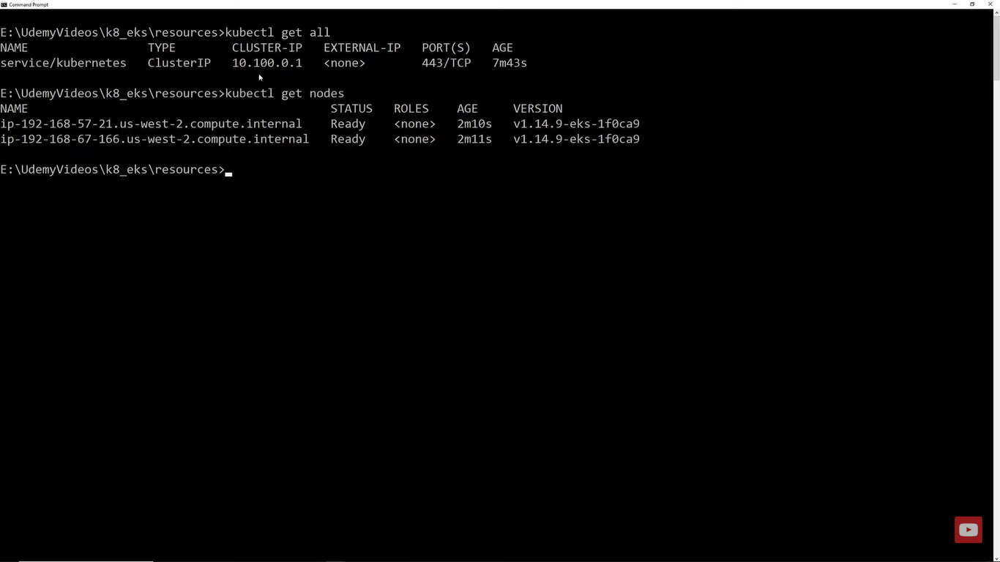 Command Prompt
E:\UdemyVideos\k8_eks\resources>kubectl get all
NAME TYPE CLUSTER-IP EXTERNAL-IP PORT(S) AGE
service/kubernetes ClusterIP 10.100.0.1 <none> 443/TCP 7m43s
E:\UdemyVideos\k8_eks\resources>kubectl get nodes
NAME STATUS ROLES AGE VERSION
ip-192-168-57-21.us-west-2.compute.internal Ready <none> 2m10s v1.14.9-eks-1f0ca9
ip-192-168-67-166.us-west-2.compute.internal Ready <none> 2m11s v1.14.9-eks-1f0ca9
E:\UdemyVideos\k8_eks\resources>